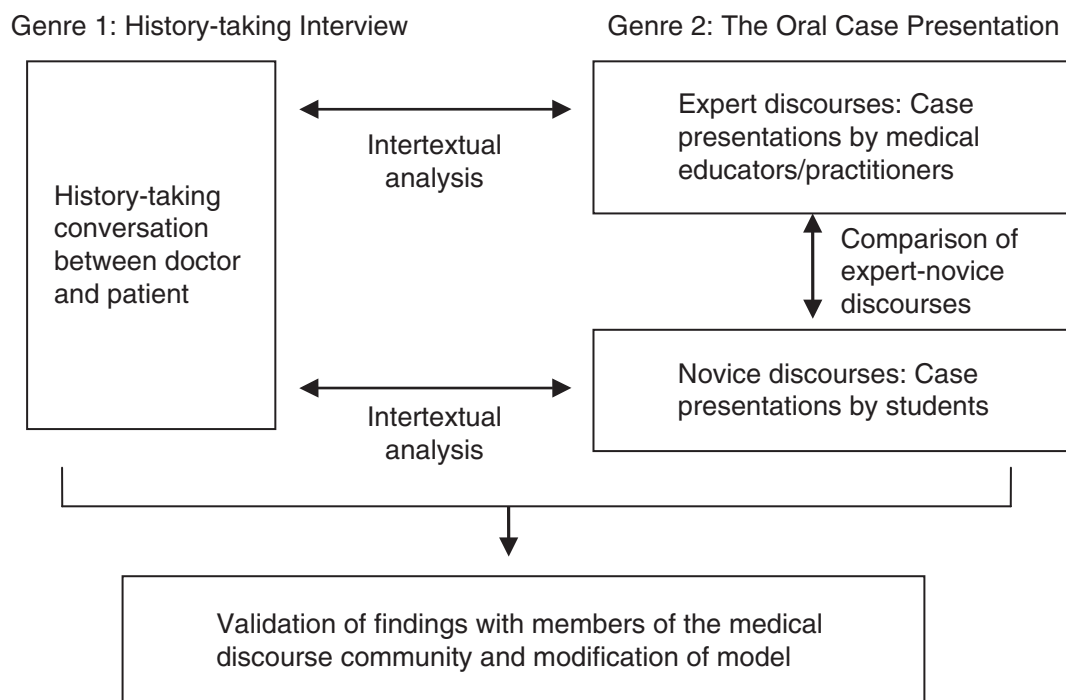 Genre 1: History-taking Interview
Genre 2: The Oral Case Presentation
History-taking
conversation
between doctor
and patient
Intertextual
analysis
Expert discourses: Case
presentations by medical
educators/practitioners
Comparison of
expert-novice
discourses
Intertextual
analysis
Novice discourses: Case
presentations by students
Validation of findings with members of the medical
discourse community and modification of model